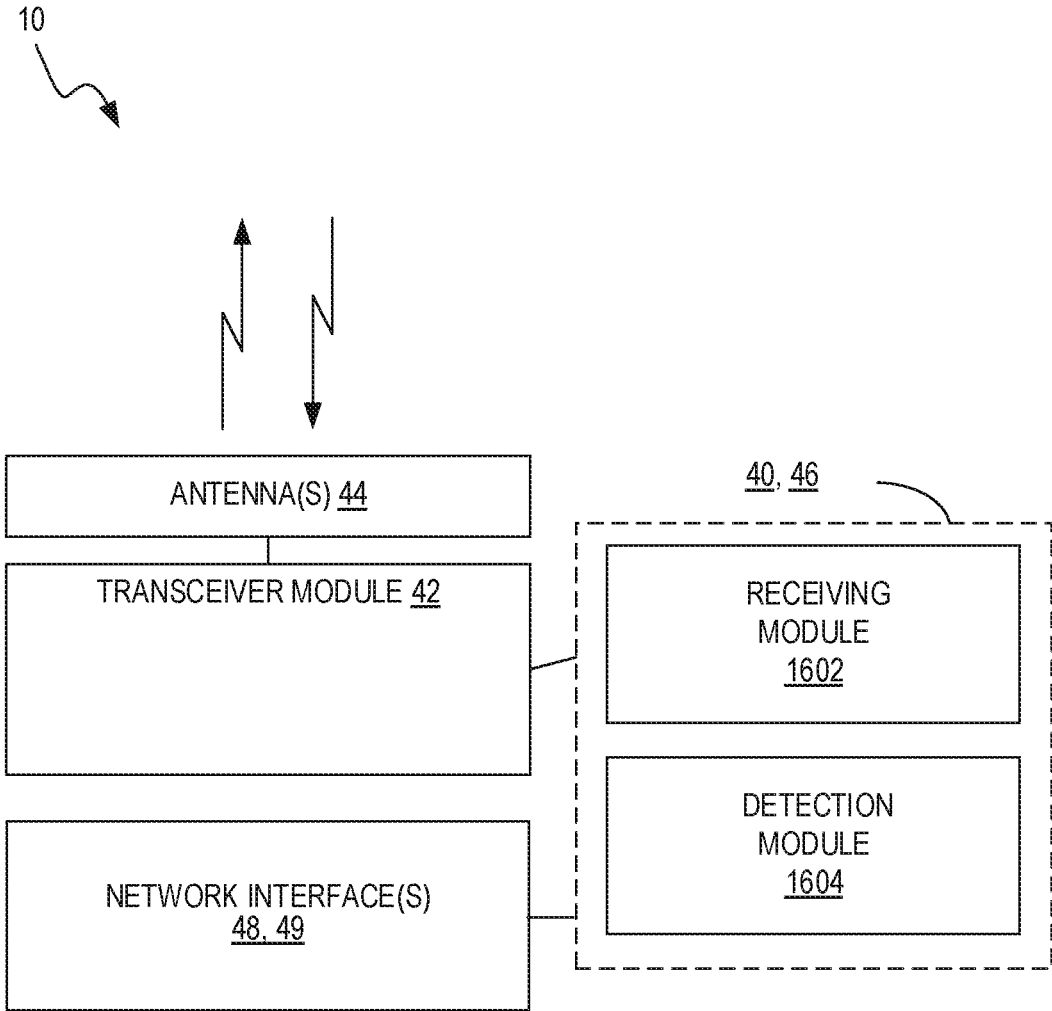 10
ANTENNA(S) 44
40, 46
TRANSCEIVER MODULE 42
RECEIVING
MODULE
1602
DETECTION
MODULE
1604
NETWORK INTERFACE(S)
48, 49